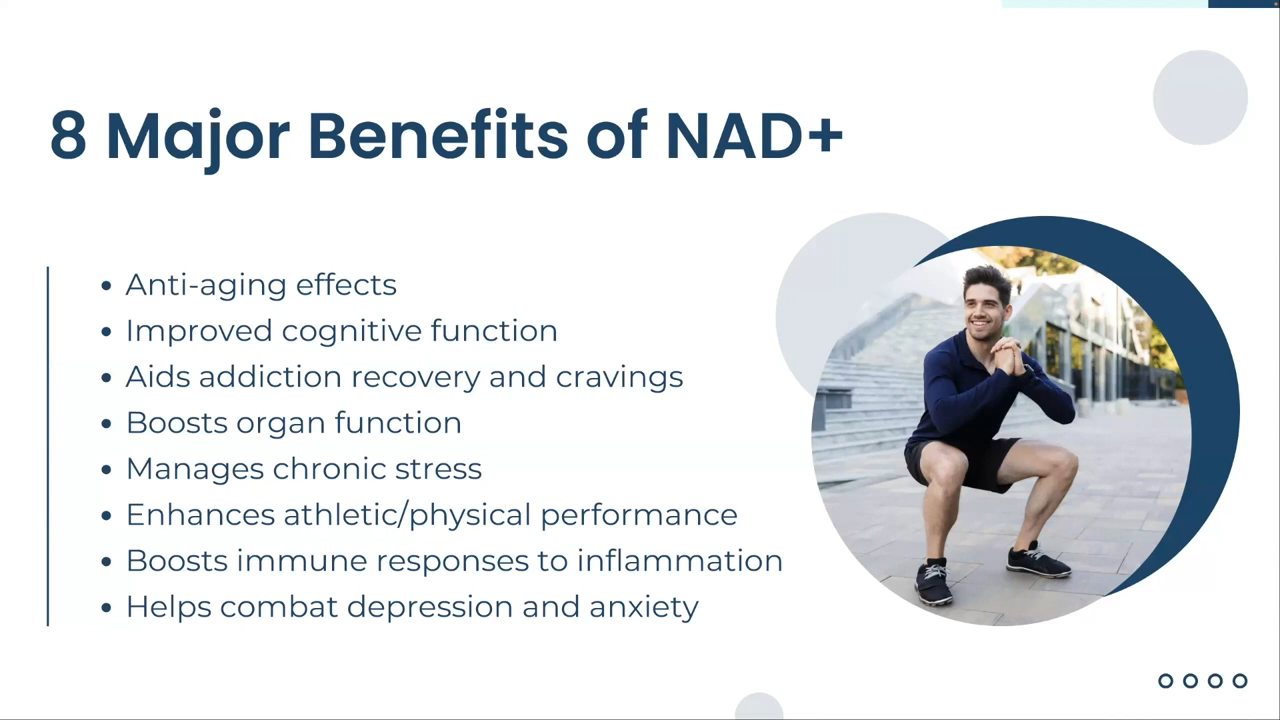 8 Major Benefits of NAD+
• Anti-aging effects
• Improved cognitive function
• Aids addiction recovery and cravings
• Boosts organ function
• Manages chronic stress
• Enhances athletic/physical performance
• Boosts immune responses to inflammation
• Helps combat depression and anxiety